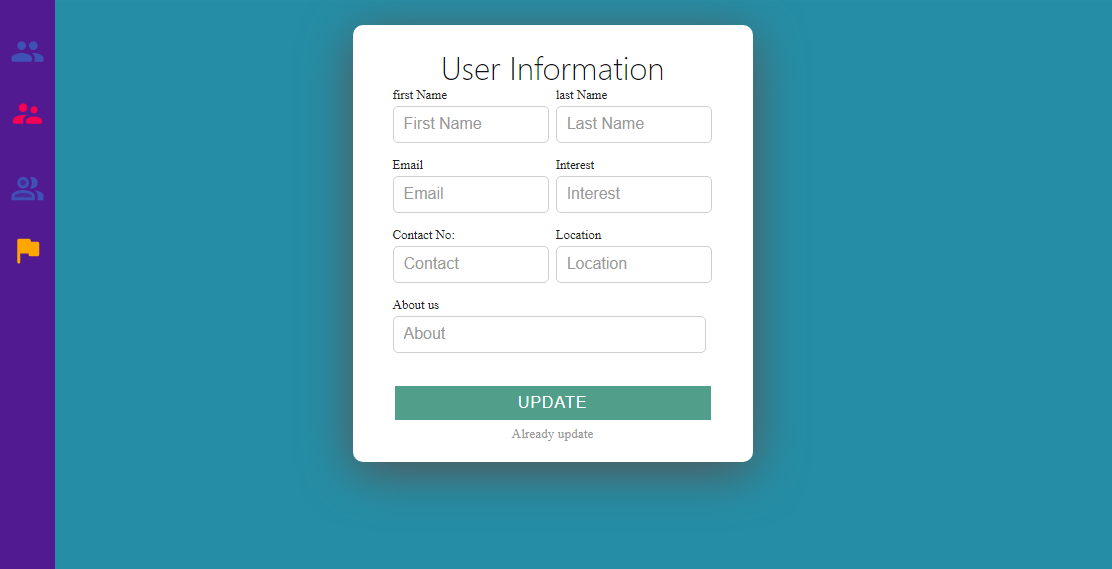 User Information
first Name last Name
First Name Last Name
Email Interest
Email Interest
Contact No: Location
Contact Location
About us
About
UPDATE
Already update